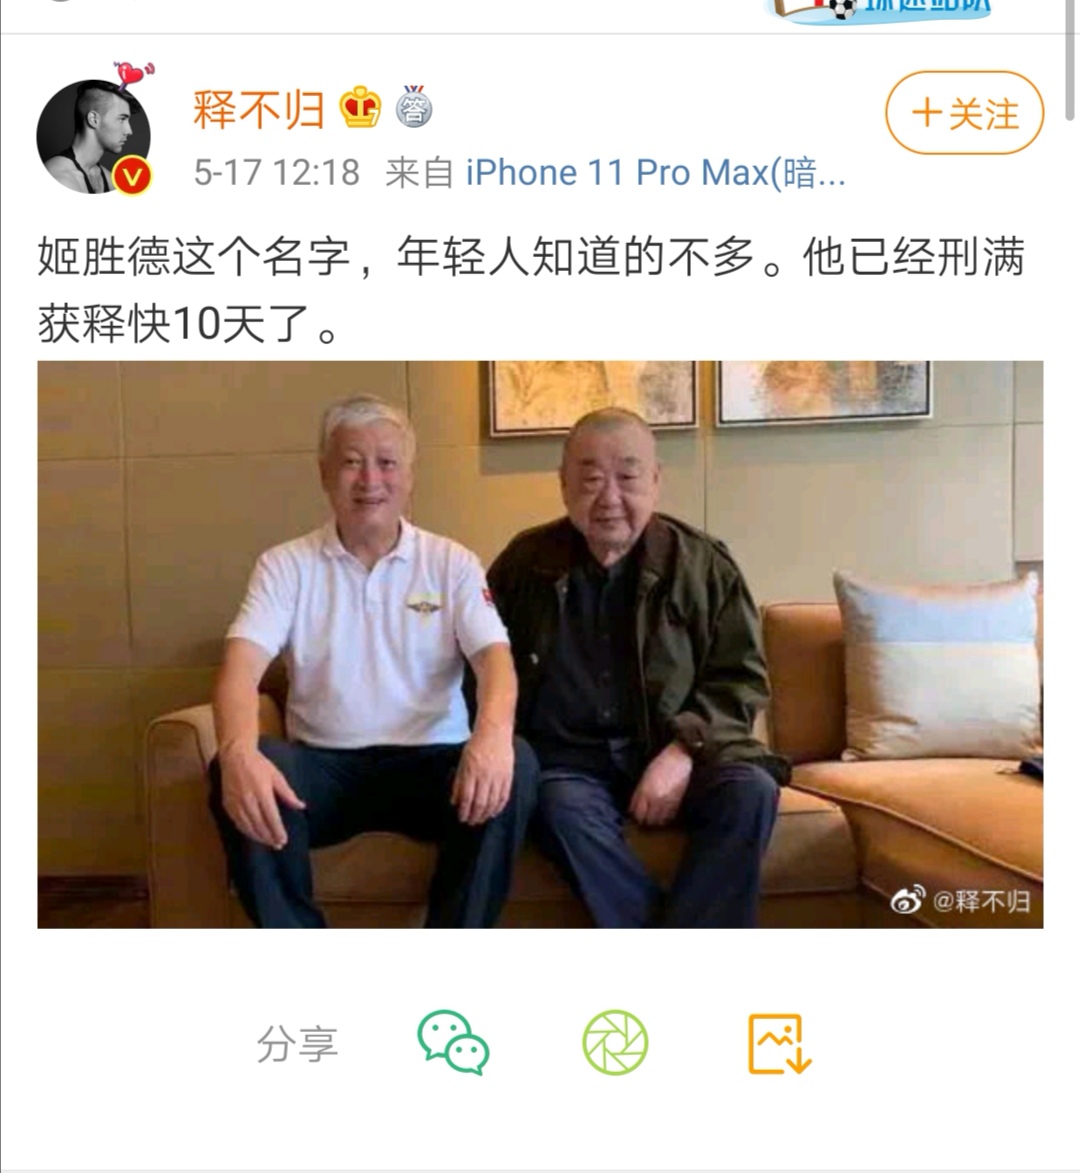 释不归
答
+关注
5-17 12:18 来自 iPhone 11 Pro Max(暗...
姬胜德这个名字，年轻人知道的不多。他已经刑满
获释快10天了。
@释不归
分享